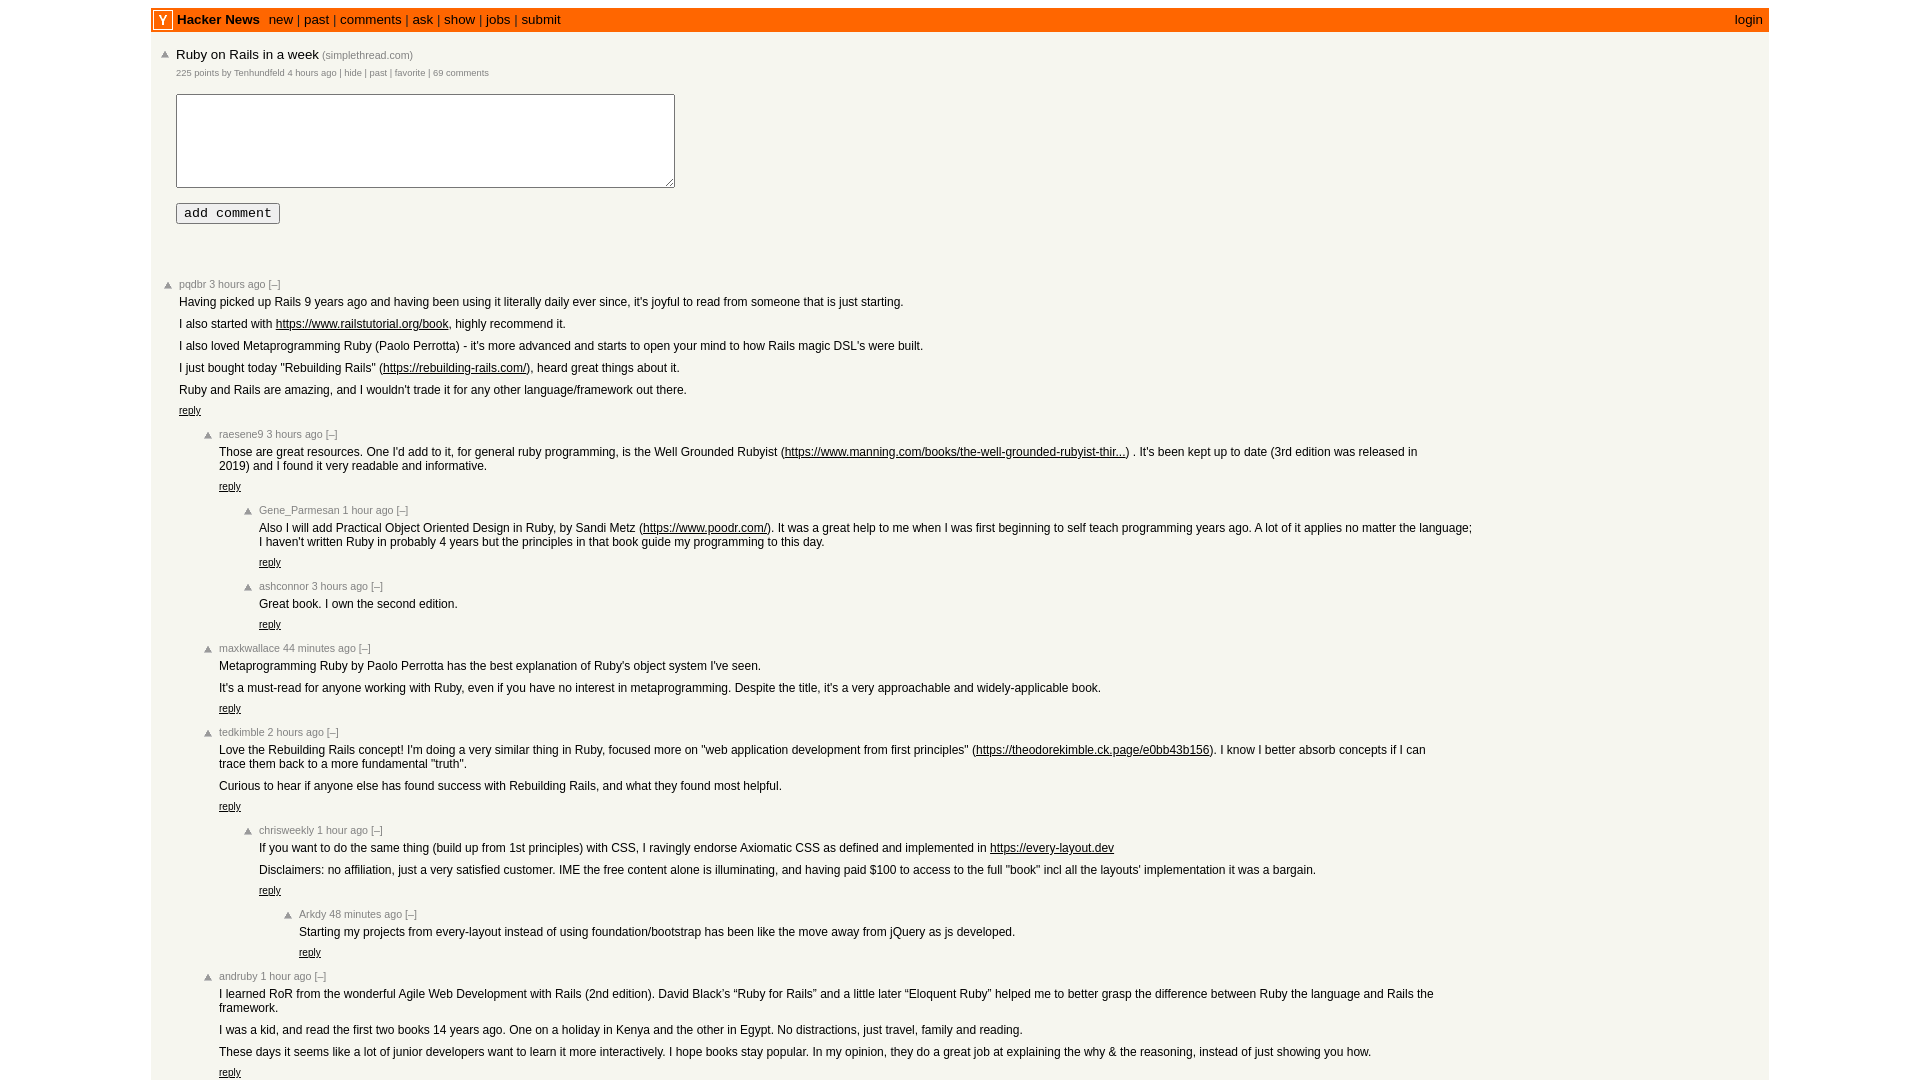 Y Hacker News new | past | comments | ask | show | jobs | submit login
Ruby on Rails in a week (simplethread.com)
225 points by Tenhundfeld 4 hours ago | hide | past | favorite | 69 comments
add comment
pqdbr 3 hours ago [–]
Having picked up Rails 9 years ago and having been using it literally daily ever since, it's joyful to read from someone that is just starting.
I also started with https://www.railstutorial.org/book, highly recommend it.
I also loved Metaprogramming Ruby (Paolo Perrotta) - it's more advanced and starts to open your mind to how Rails magic DSL's were built.
I just bought today "Rebuilding Rails" (https://rebuilding-rails.com/), heard great things about it.
Ruby and Rails are amazing, and I wouldn't trade it for any other language/framework out there.
reply
raesene9 3 hours ago [–]
Those are great resources. One I'd add to it, for general ruby programming, is the Well Grounded Rubyist (https://www.manning.com/books/the-well-grounded-rubyist-thir...) . It's been kept up to date (3rd edition was released in
2019) and I found it very readable and informative.
reply
Gene_Parmesan 1 hour ago [–]
Also I will add Practical Object Oriented Design in Ruby, by Sandi Metz (https://www.poodr.com/). It was a great help to me when I was first beginning to self teach programming years ago. A lot of it applies no matter the language;
I haven't written Ruby in probably 4 years but the principles in that book guide my programming to this day.
reply
ashconnor 3 hours ago [–]
Great book. I own the second edition.
reply
maxkwallace 44 minutes ago [–]
Metaprogramming Ruby by Paolo Perrotta has the best explanation of Ruby's object system I've seen.
It's a must-read for anyone working with Ruby, even if you have no interest in metaprogramming. Despite the title, it's a very approachable and widely-applicable book.
reply
tedkimble 2 hours ago [–]
Love the Rebuilding Rails concept! I'm doing a very similar thing in Ruby, focused more on "web application development from first principles" (https://theodorekimble.ck.page/e0bb43b156). I know I better absorb concepts if I can
trace them back to a more fundamental "truth".
Curious to hear if anyone else has found success with Rebuilding Rails, and what they found most helpful.
reply
chrisweekly 1 hour ago [–]
If you want to do the same thing (build up from 1st principles) with CSS, I ravingly endorse Axiomatic CSS as defined and implemented in https://every-layout.dev
Disclaimers: no affiliation, just a very satisfied customer. IME the free content alone is illuminating, and having paid $100 to access to the full "book" incl all the layouts' implementation it was a bargain.
reply
Arkdy 48 minutes ago [–]
Starting my projects from every-layout instead of using foundation/bootstrap has been like the move away from jQuery as js developed.
reply
andruby 1 hour ago [–]
I learned RoR from the wonderful Agile Web Development with Rails (2nd edition). David Black’s “Ruby for Rails” and a little later “Eloquent Ruby” helped me to better grasp the difference between Ruby the language and Rails the
framework.
I was a kid, and read the first two books 14 years ago. One on a holiday in Kenya and the other in Egypt. No distractions, just travel, family and reading.
These days it seems like a lot of junior developers want to learn it more interactively. I hope books stay popular. In my opinion, they do a great job at explaining the why & the reasoning, instead of just showing you how.
reply